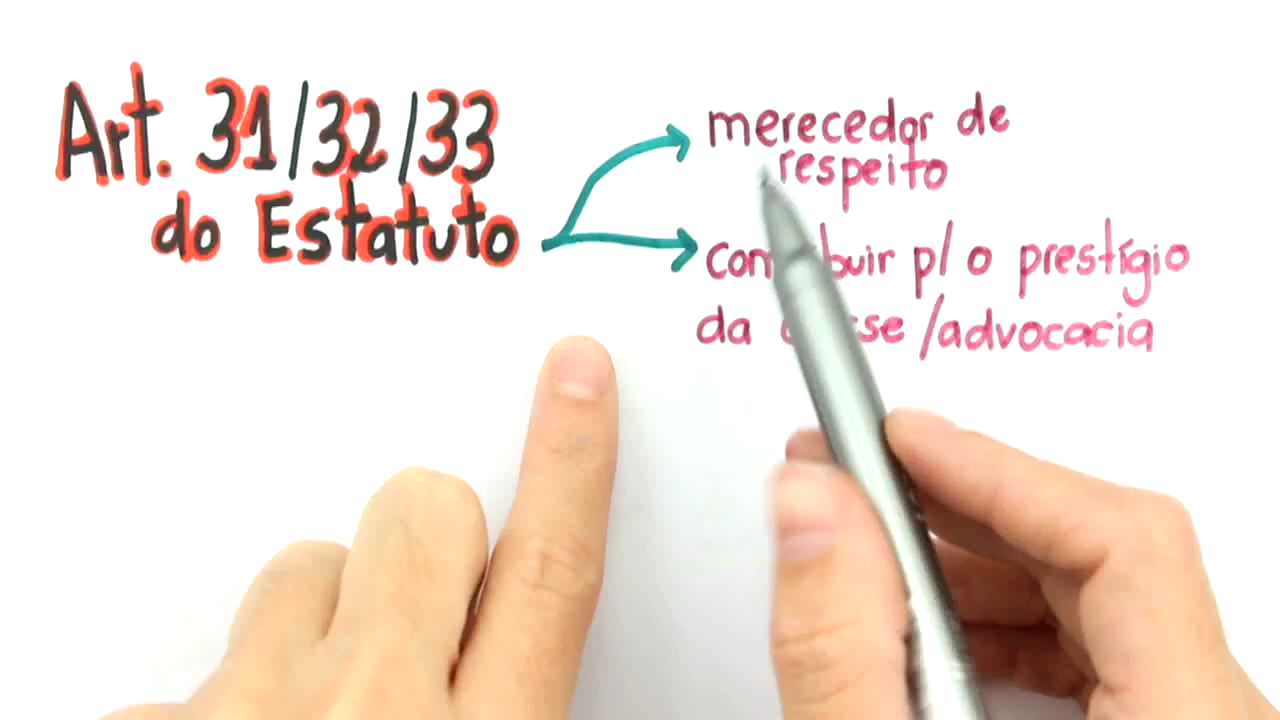 Art. 31/32/33
do Estatuto
merecedor de
respeito
p/ o prestígio
da /advocacia